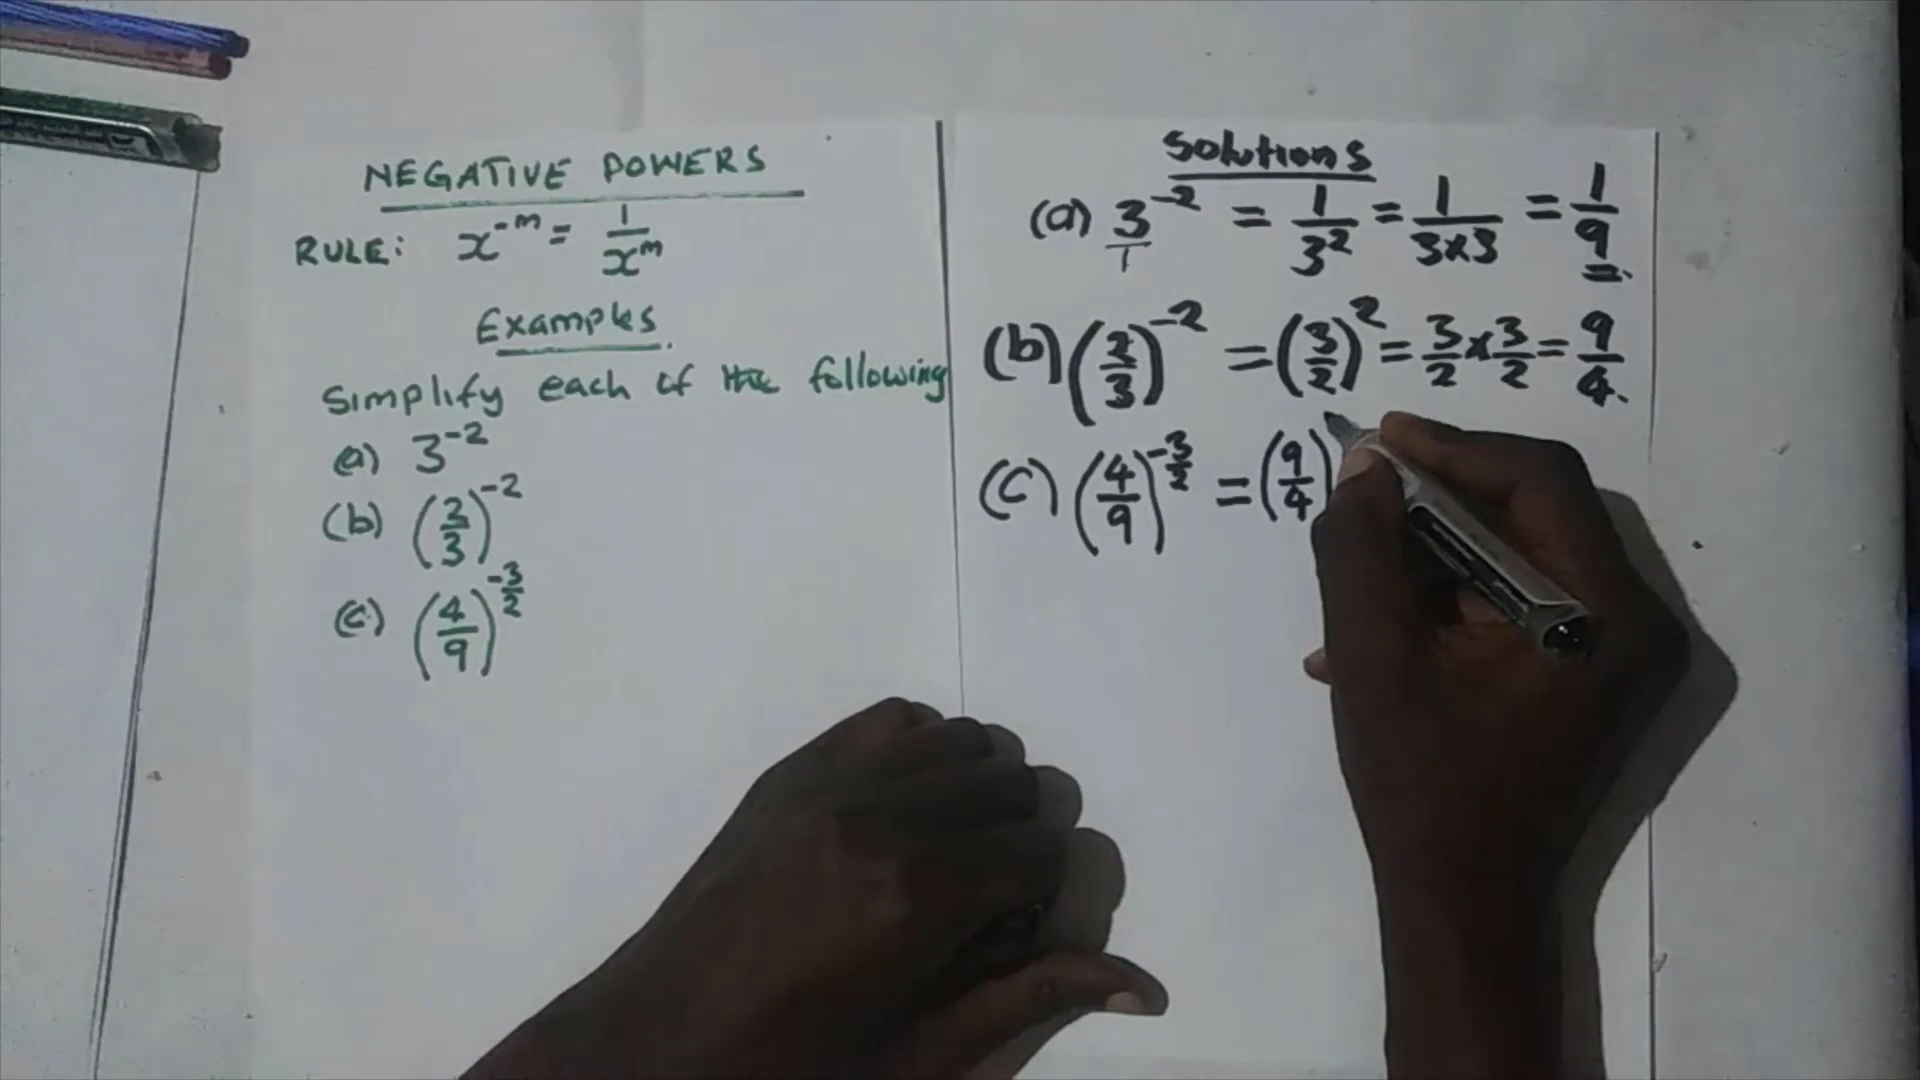 NEGATIVE POWERS
RULE: x^-m = 1/x^m
Examples
Simplify each of the following
(a) 3^-2
(b) (2/3)^-2
(c) (4/9)^-3/2
Solutions
(a) 3^-2/1 = 1/3^2 = 1/3×3 = 1/9
(b) (2/3)^-2 = (3/2)^2 = 3/2 × 3/2 = 9/4
(c) (4/9)^-3/2 = (9/4)